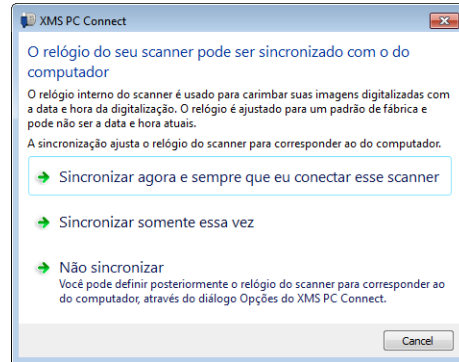 XMS PC Connect
O relógio do seu scanner pode ser sincronizado com o do
computador
O relógio interno do scanner é usado para carimbar suas imagens digitalizadas com
a data e hora da digitalização. O relógio é ajustado para um padrão de fábrica e
pode não ser a data e hora atuais.
A sincronização ajusta o relógio do scanner para corresponder ao do computador.
Sincronizar agora e sempre que eu conectar esse scanner
Sincronizar somente essa vez
Não sincronizar
Você pode definir posteriormente o relógio do scanner para corresponder ao
do computador, através do diálogo Opções do XMS PC Connect.
Cancel